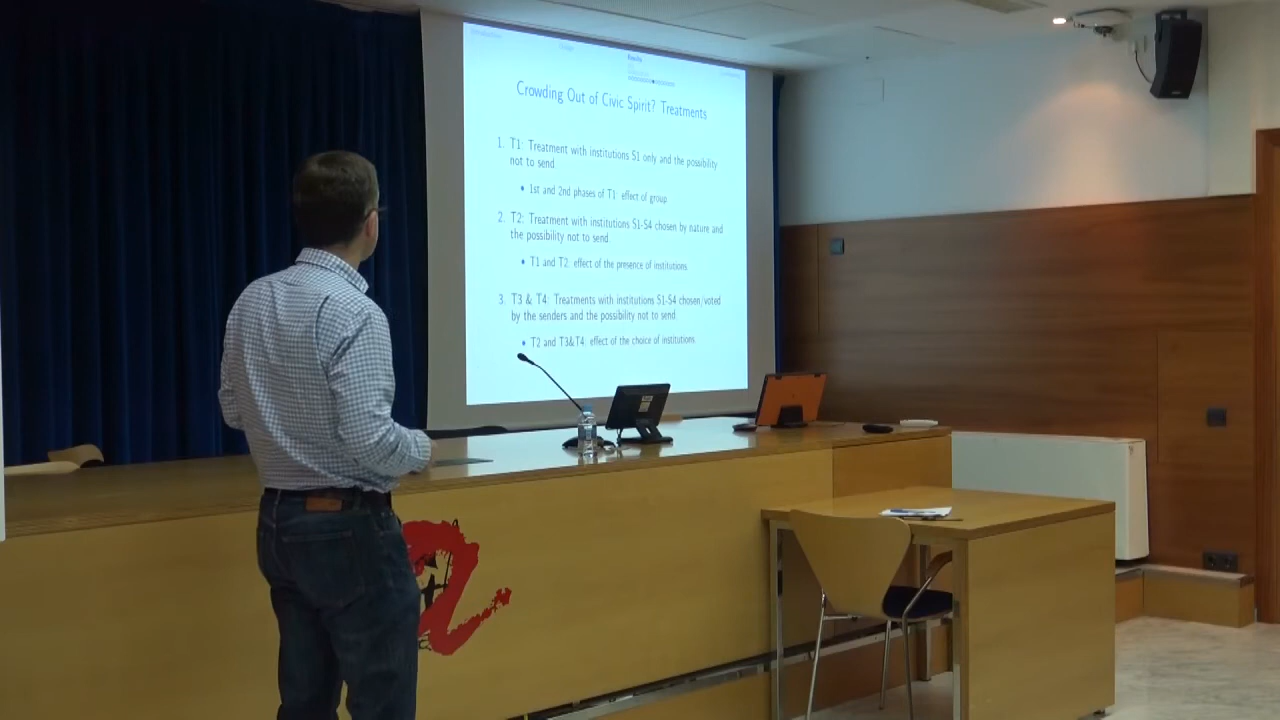 Results
Crowding Out of Civic Spirit? Treatments
1. T1: Treatment with institutions S1 only and the possibility
not to send
• 1st and 2nd phases of T1: effect of group
2. T2: Treatment with institutions S1-S4 chosen by nature and
the possibility not to send
• T1 and T2: effect of the presence of institutions
3. T3 & T4: Treatments with institutions S1-S4 chosen/voted
by the senders and the possibility not to send
• T2 and T3&T4: effect of the choice of institutions